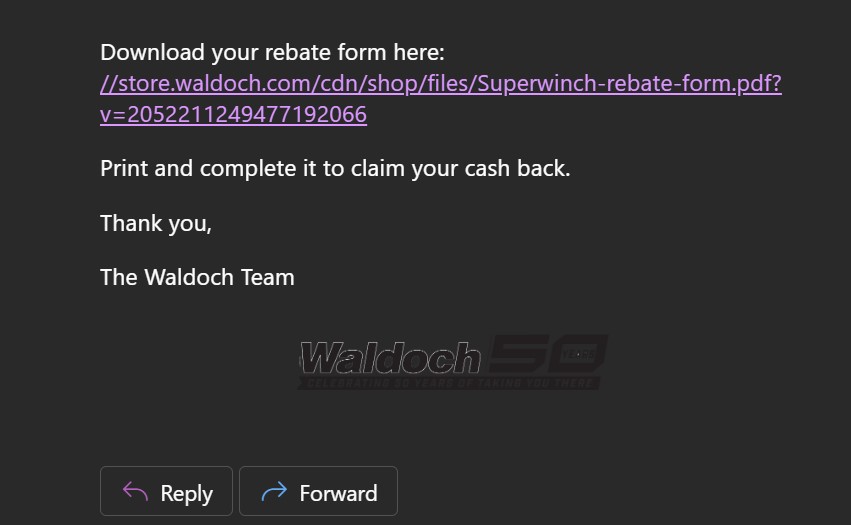 Download your rebate form here:
//store.waldoch.com/cdn/shop/files/Superwinch-rebate-form.pdf?
v=2052211249477192066
Print and complete it to claim your cash back.
Thank you,
The Waldoch Team
Waldoch 50 YEARS
CELEBRATING 50 YEARS OF TAKING YOU THERE
Reply
Forward